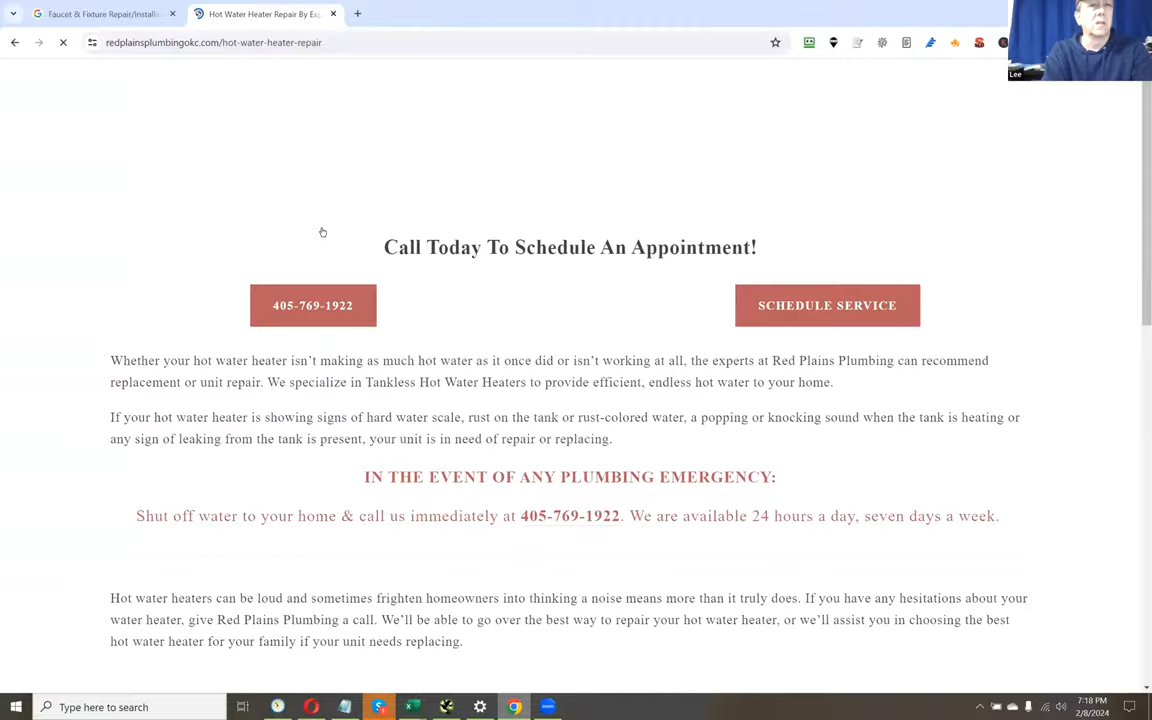 Faucet & Fixture Repair/Install
Hot Water Heater Repair By Exp
redplainsplumbingokc.com/hot-water-heater-repair
Lee
Call Today To Schedule An Appointment!
405-769-1922
SCHEDULE SERVICE
Whether your hot water heater isn't making as much hot water as it once did or isn't working at all, the experts at Red Plains Plumbing can recommend
replacement or unit repair. We specialize in Tankless Hot Water Heaters to provide efficient, endless hot water to your home.
If your hot water heater is showing signs of hard water scale, rust on the tank or rust-colored water, a popping or knocking sound when the tank is heating or
any sign of leaking from the tank is present, your unit is in need of repair or replacing.
IN THE EVENT OF ANY PLUMBING EMERGENCY:
Shut off water to your home & call us immediately at 405-769-1922. We are available 24 hours a day, seven days a week.
Hot water heaters can be loud and sometimes frighten homeowners into thinking a noise means more than it truly does. If you have any hesitations about your
water heater, give Red Plains Plumbing a call. We'll be able to go over the best way to repair your hot water heater, or we'll assist you in choosing the best
hot water heater for your family if your unit needs replacing.
Type here to search
7:18 PM
2/8/2024